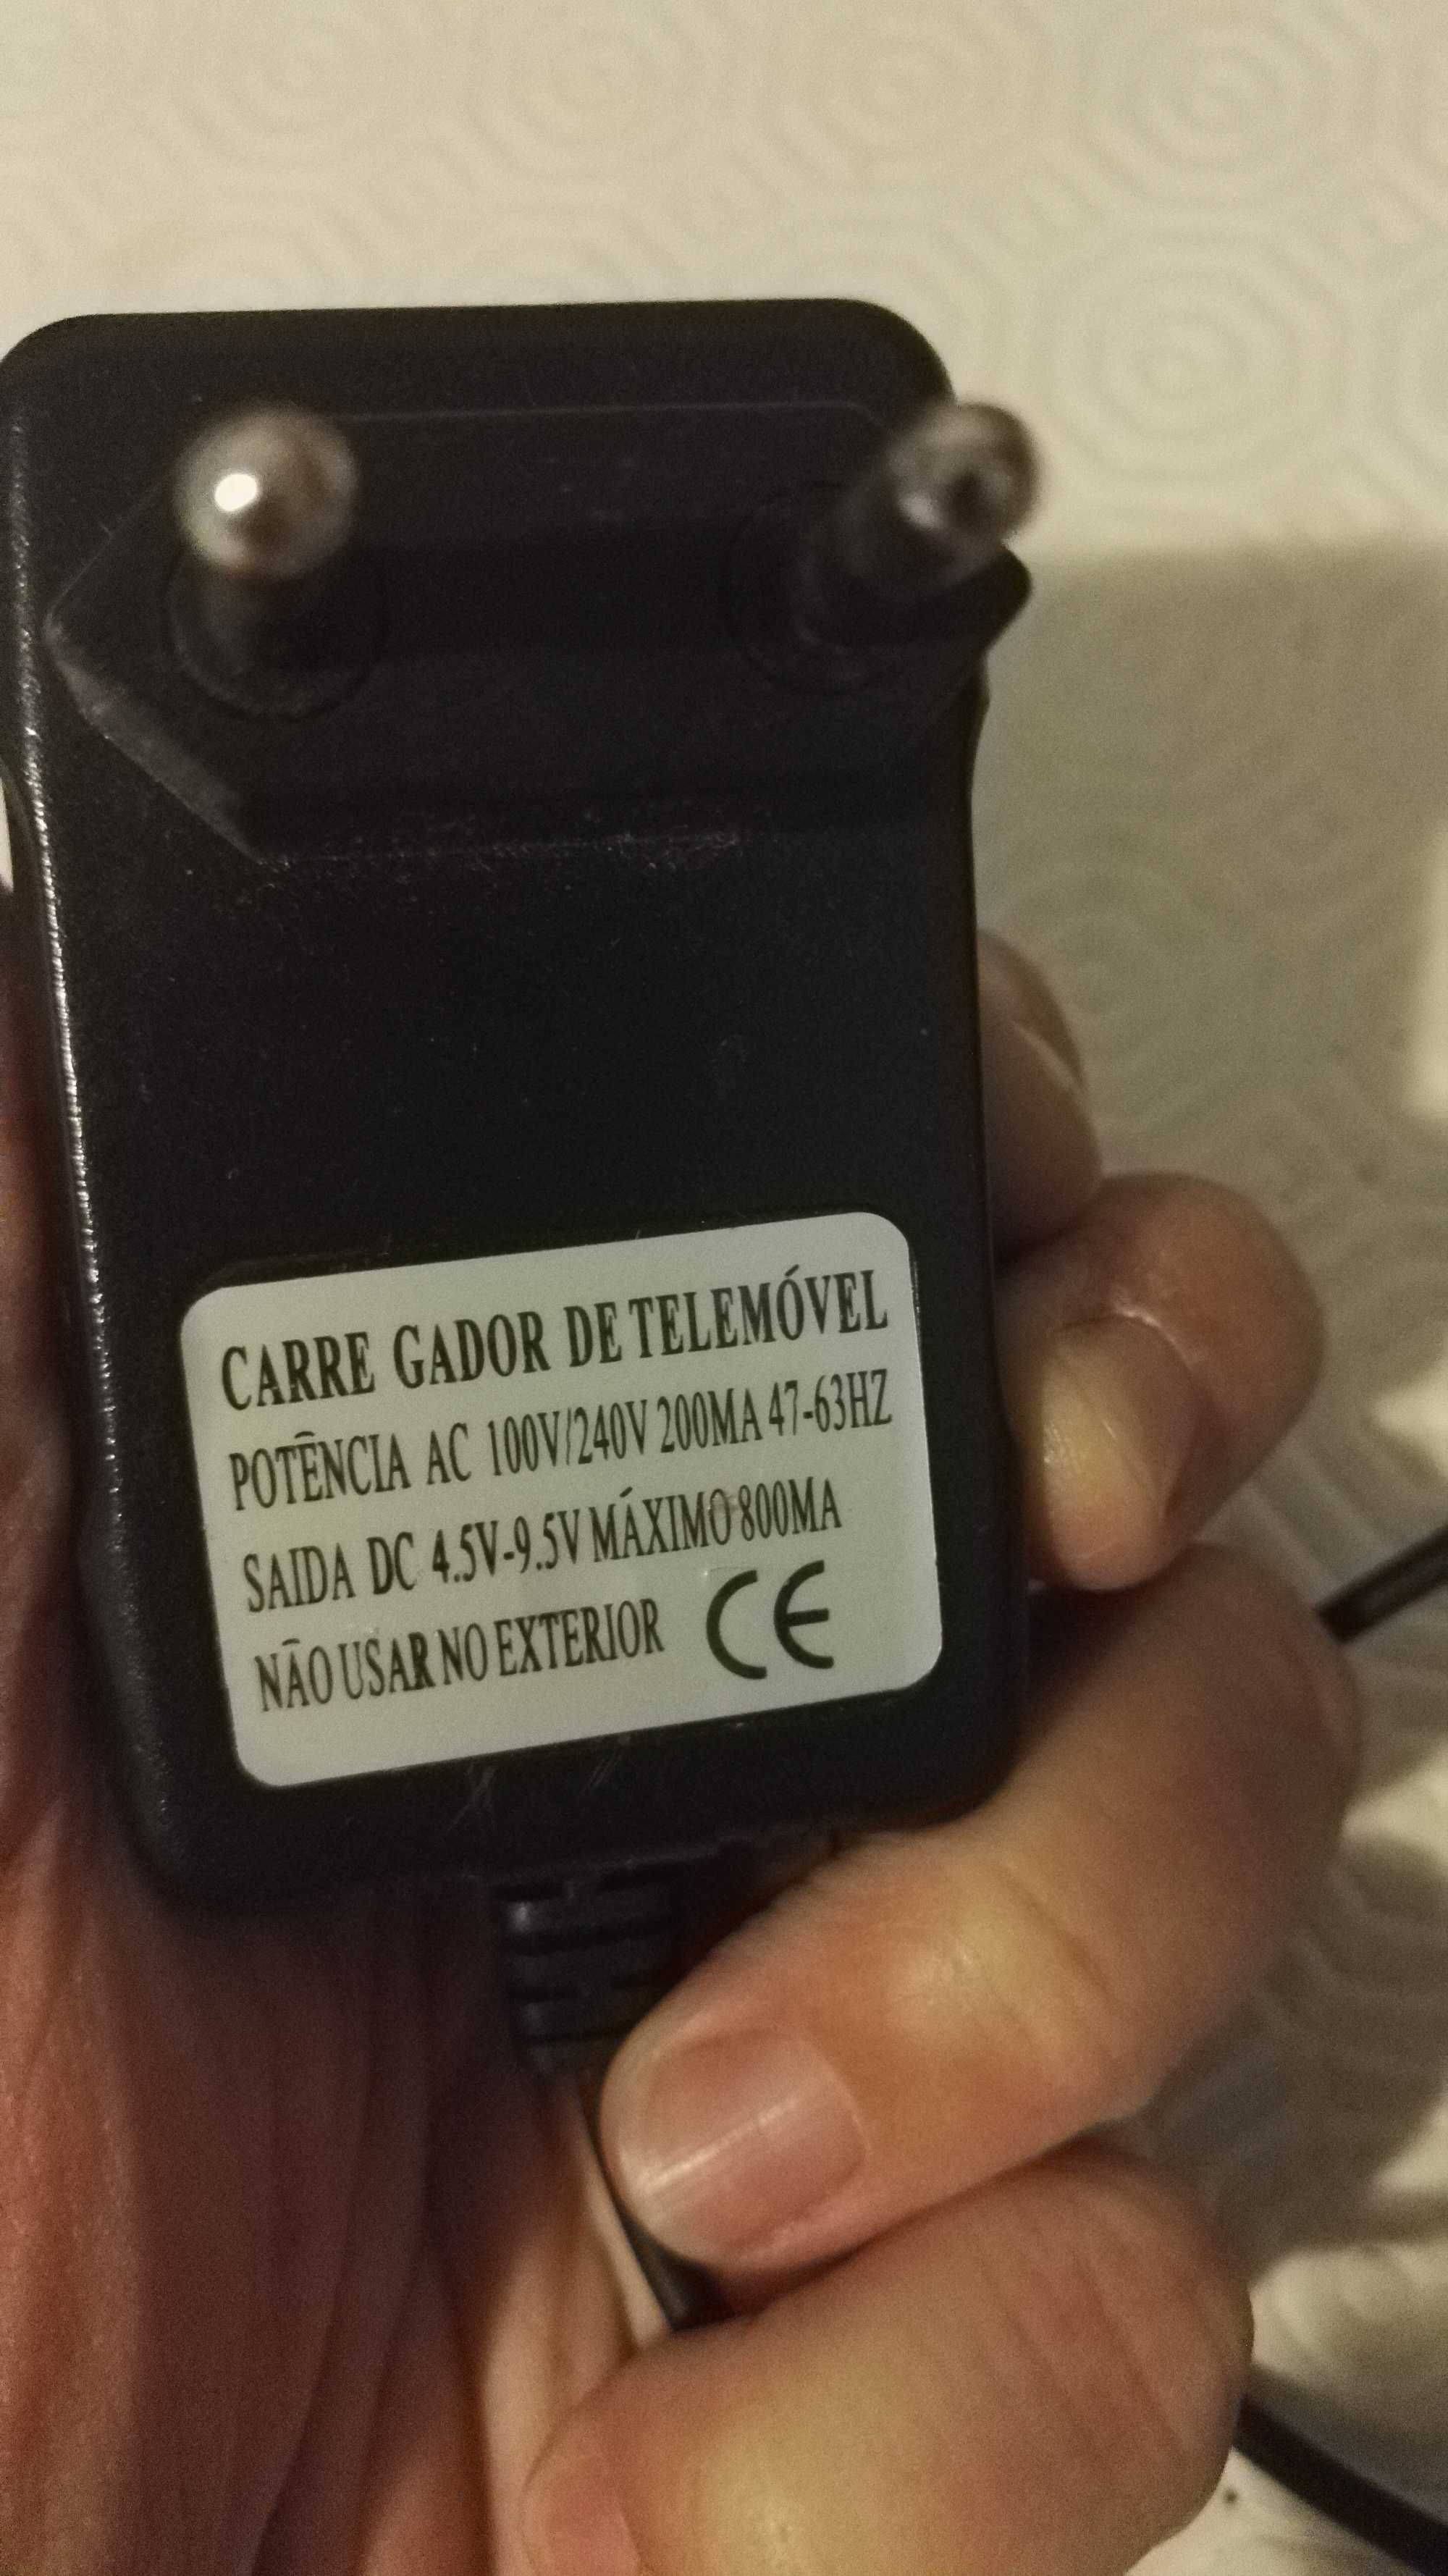 CARRE GADOR DE TELEMÓVEL
POTÊNCIA AC 100V/240V 200MA 47-63HZ
SAIDA DC 4.5V-9.5V MÁXIMO 800MA
NÃO USAR NO EXTERIOR CE